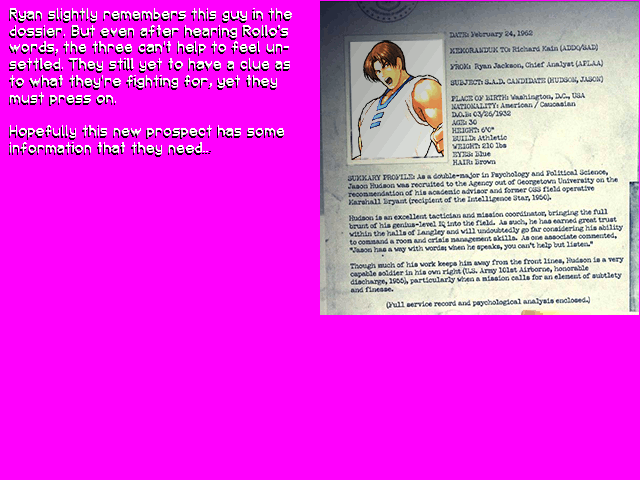 Ryan slightly remembers this guy in the
dossier. But even after hearing Rollo's
words, the three can't help to feel un-
settled. They still yet to have a clue as
to what they're fighting for, yet they
must press on.
Hopefully this new prospect has some
information that they need...
DATE: February 24, 1962
MEMORANDUM TO: Richard Kain (ADDO/SAD)
FROM: Ryan Jackson, Chief Analyst (AFLAA)
SUBJECT: S.A.D. CANDIDATE (HUDSON, JASON)
PLACE OF BIRTH: Washington, D.C., USA
NATIONALITY: American / Caucasian
D.O.B: 03/26/1932
AGE: 30
HEIGHT: 6'0"
BUILD: Athletic
WEIGHT: 210 lbs
EYES: Blue
HAIR: Brown
SUMMARY PROFILE: As a double-major in Psychology and Political Science,
Jason Hudson was recruited to the Agency out of Georgetown University on the
recommendation of his academic advisor and former OSS field operative
Marshall Bryant (recipient of the Intelligence Star, 1956).
Hudson is an excellent tactician and mission coordinator, bringing the full
brunt of his genius-level IQ into the field. As such, he has earned great trust
within the halls of Langley and will undoubtedly go far considering his ability
to command a room and crisis management skills. As one associate commented,
"Jason has a way with words; when he speaks, you can't help but listen."
Though much of his work keeps him away from the front lines, Hudson is a very
capable soldier in his own right (U.S. Army 101st Airborne, honorable
discharge, 1955), particularly when a mission calls for an element of subtlety
and finesse.
(Full service record and psychological analysis enclosed.)